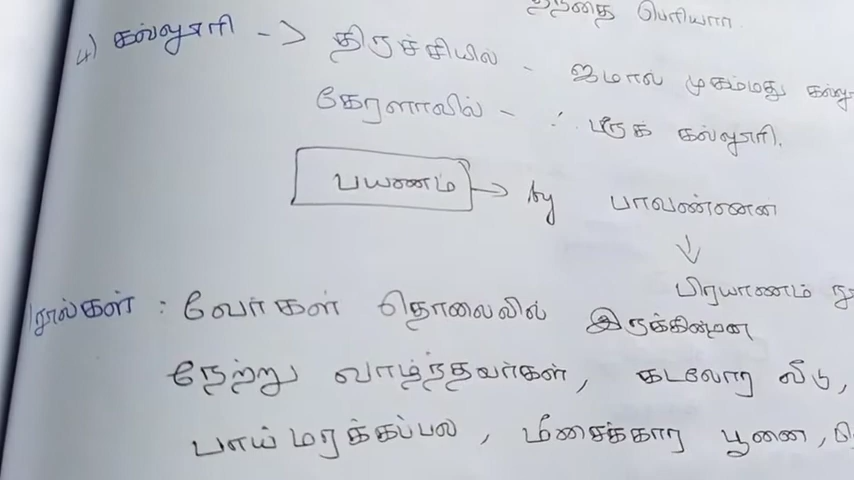 தந்தை பெரியார்.
4) கல்லூரி -> திருச்சியில் - ஜமால் முகம்மது கல்லூ
கேரளாவில் - ஃபரூக் கல்லூரி.
பயணம் -> by பாவண்ணன்
பிரயாணம் நூ
நூல்கள் : வேர்கள் தொலைவில் இருக்கின்றன
நேற்று வாழ்ந்தவர்கள், கடலோர வீடு,
பாய்மரக்கப்பல், மீசைக்கார பூனை,